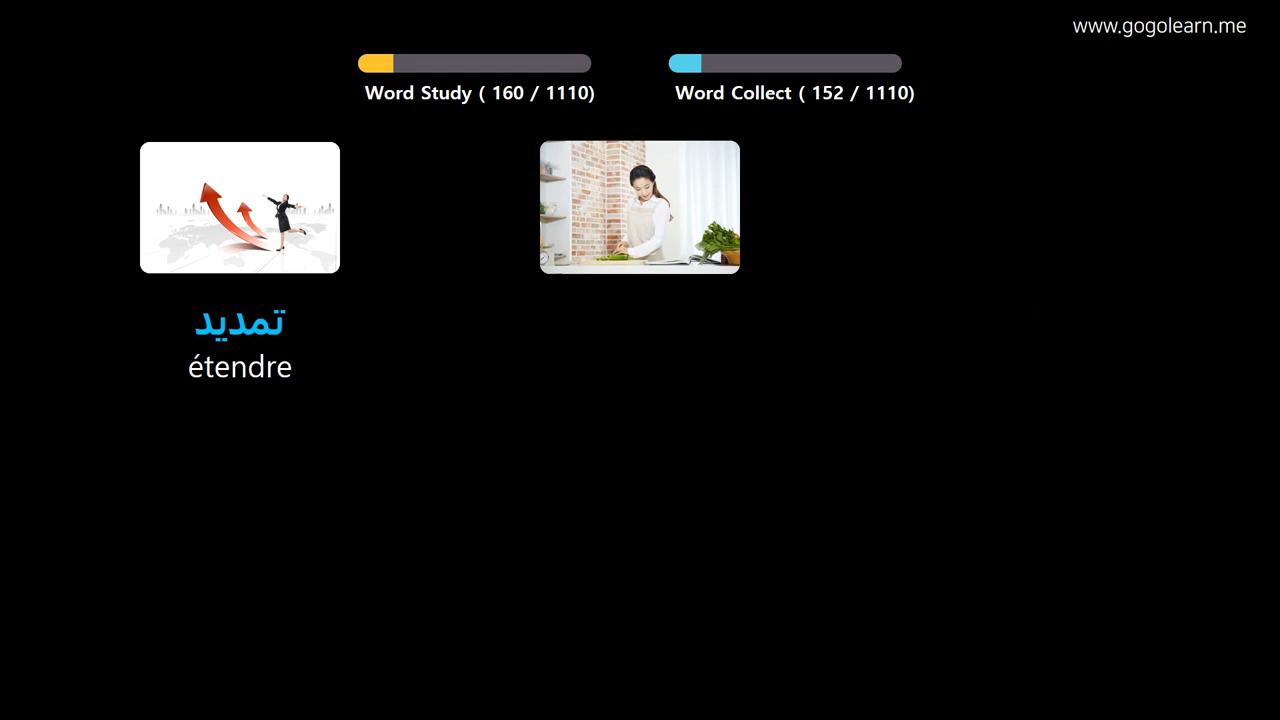 www.gogolearn.me
Word Study ( 160 / 1110)
Word Collect ( 152 / 1110)
تمديد
étendre